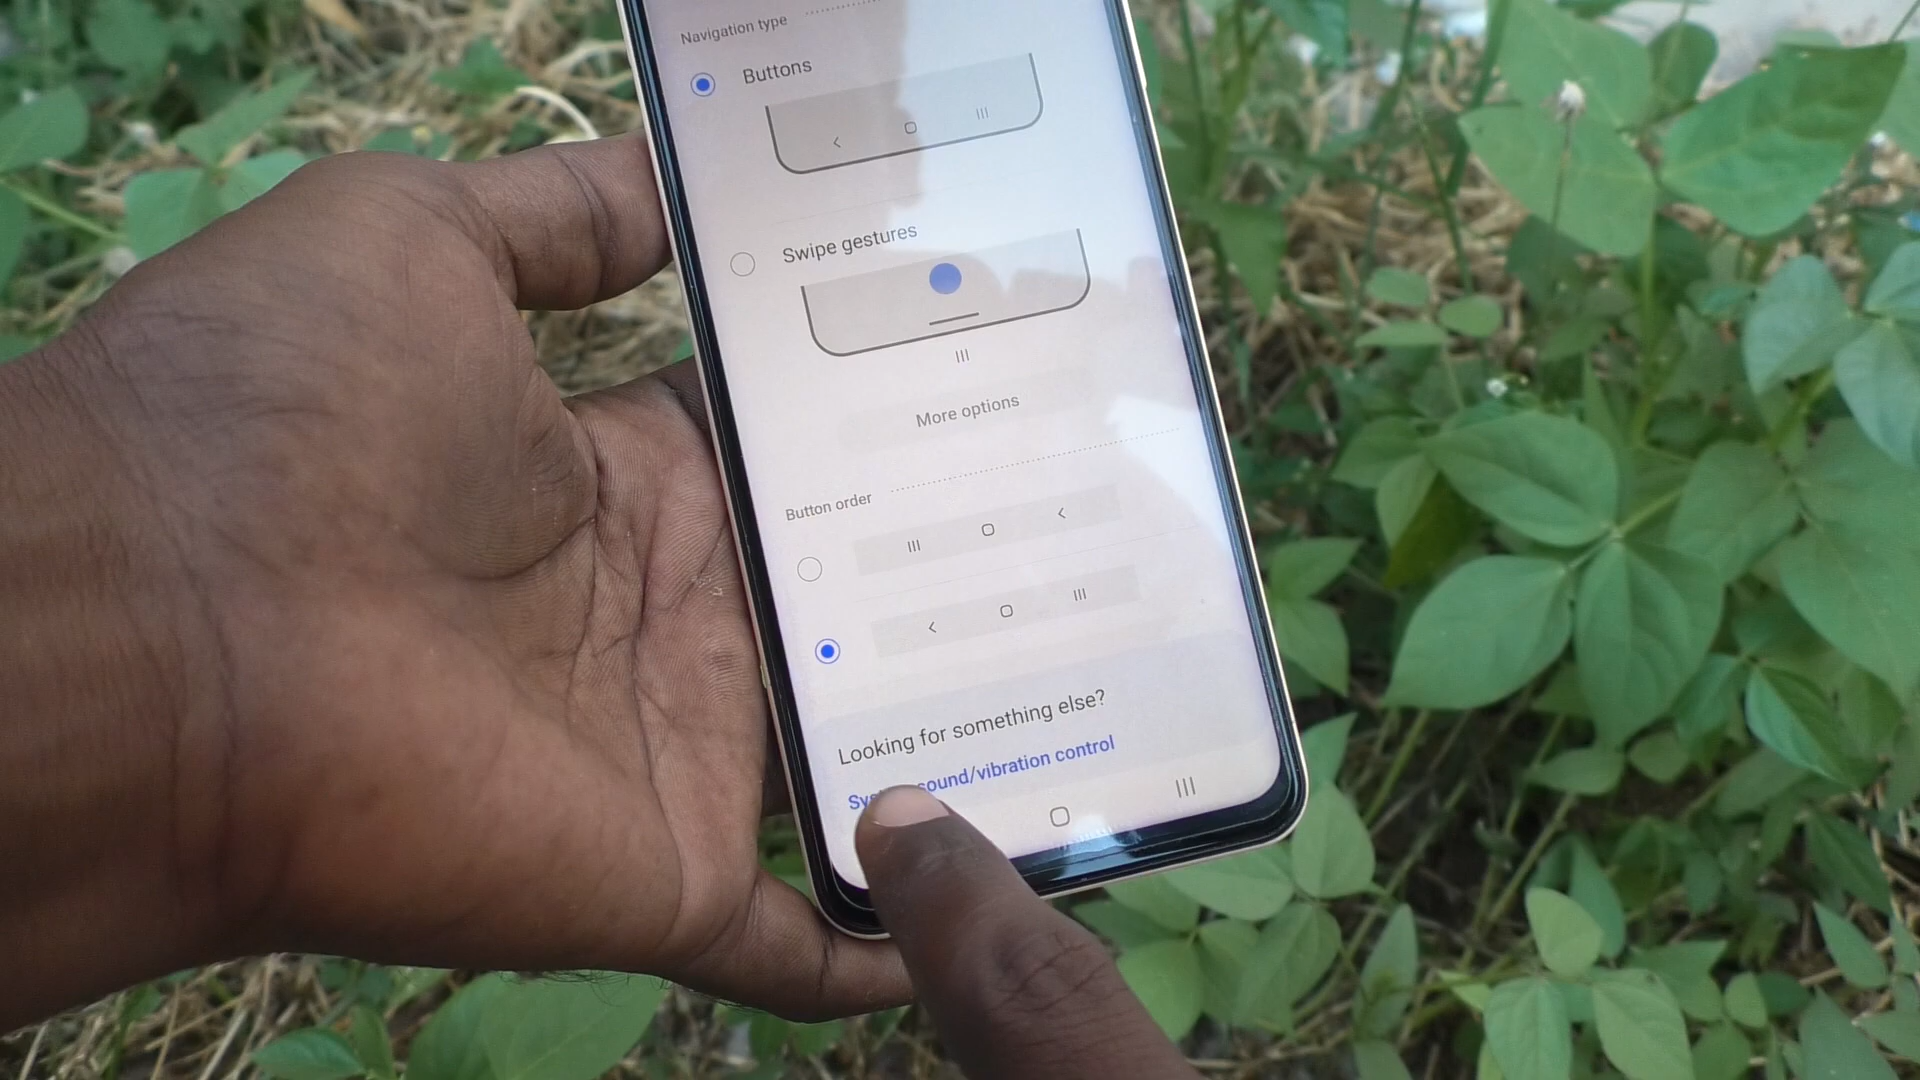 Navigation type
Buttons
Swipe gestures
More options
Button order
Looking for something else?
sound/vibration control